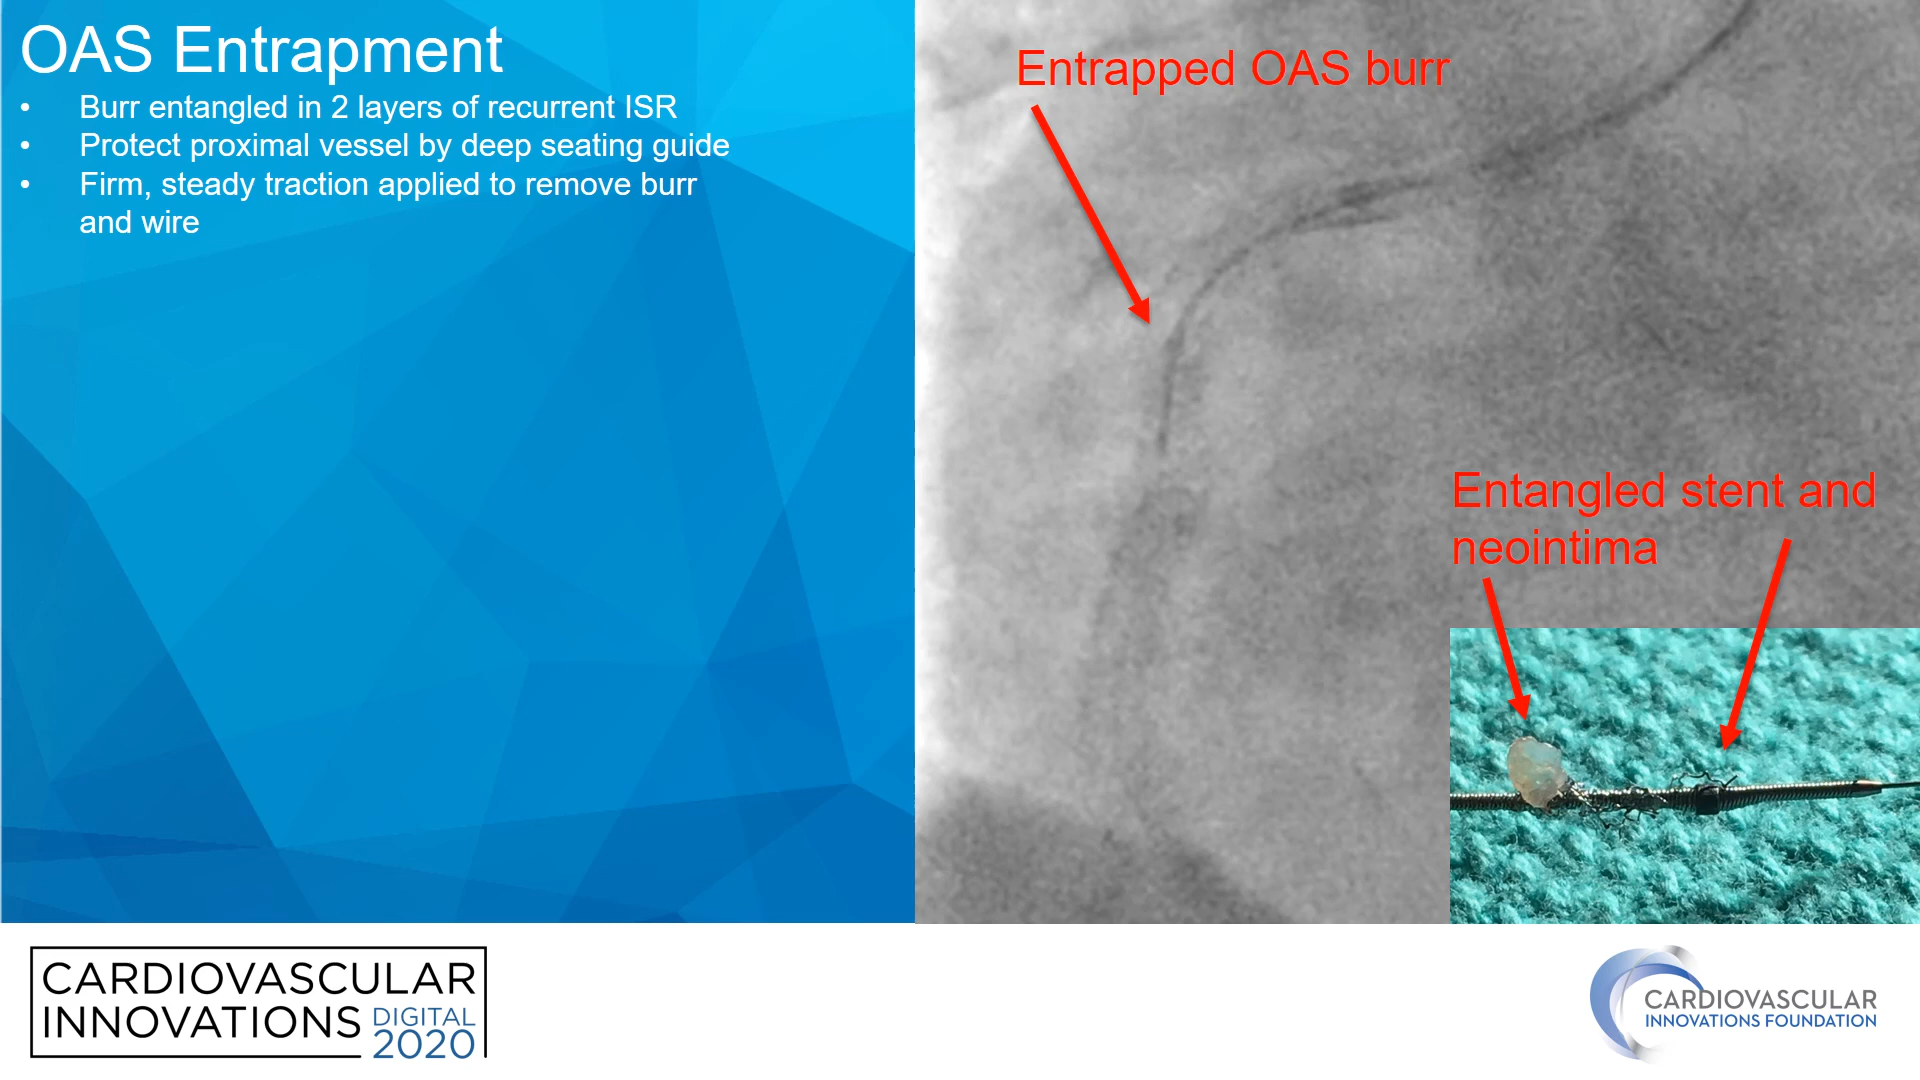 OAS Entrapment
• Burr entangled in 2 layers of recurrent ISR
• Protect proximal vessel by deep seating guide
• Firm, steady traction applied to remove burr
and wire
Entrapped OAS burr
Entangled stent and
neointima
CARDIOVASCULAR
INNOVATIONS DIGITAL
2020
CARDIOVASCULAR
INNOVATIONS FOUNDATION